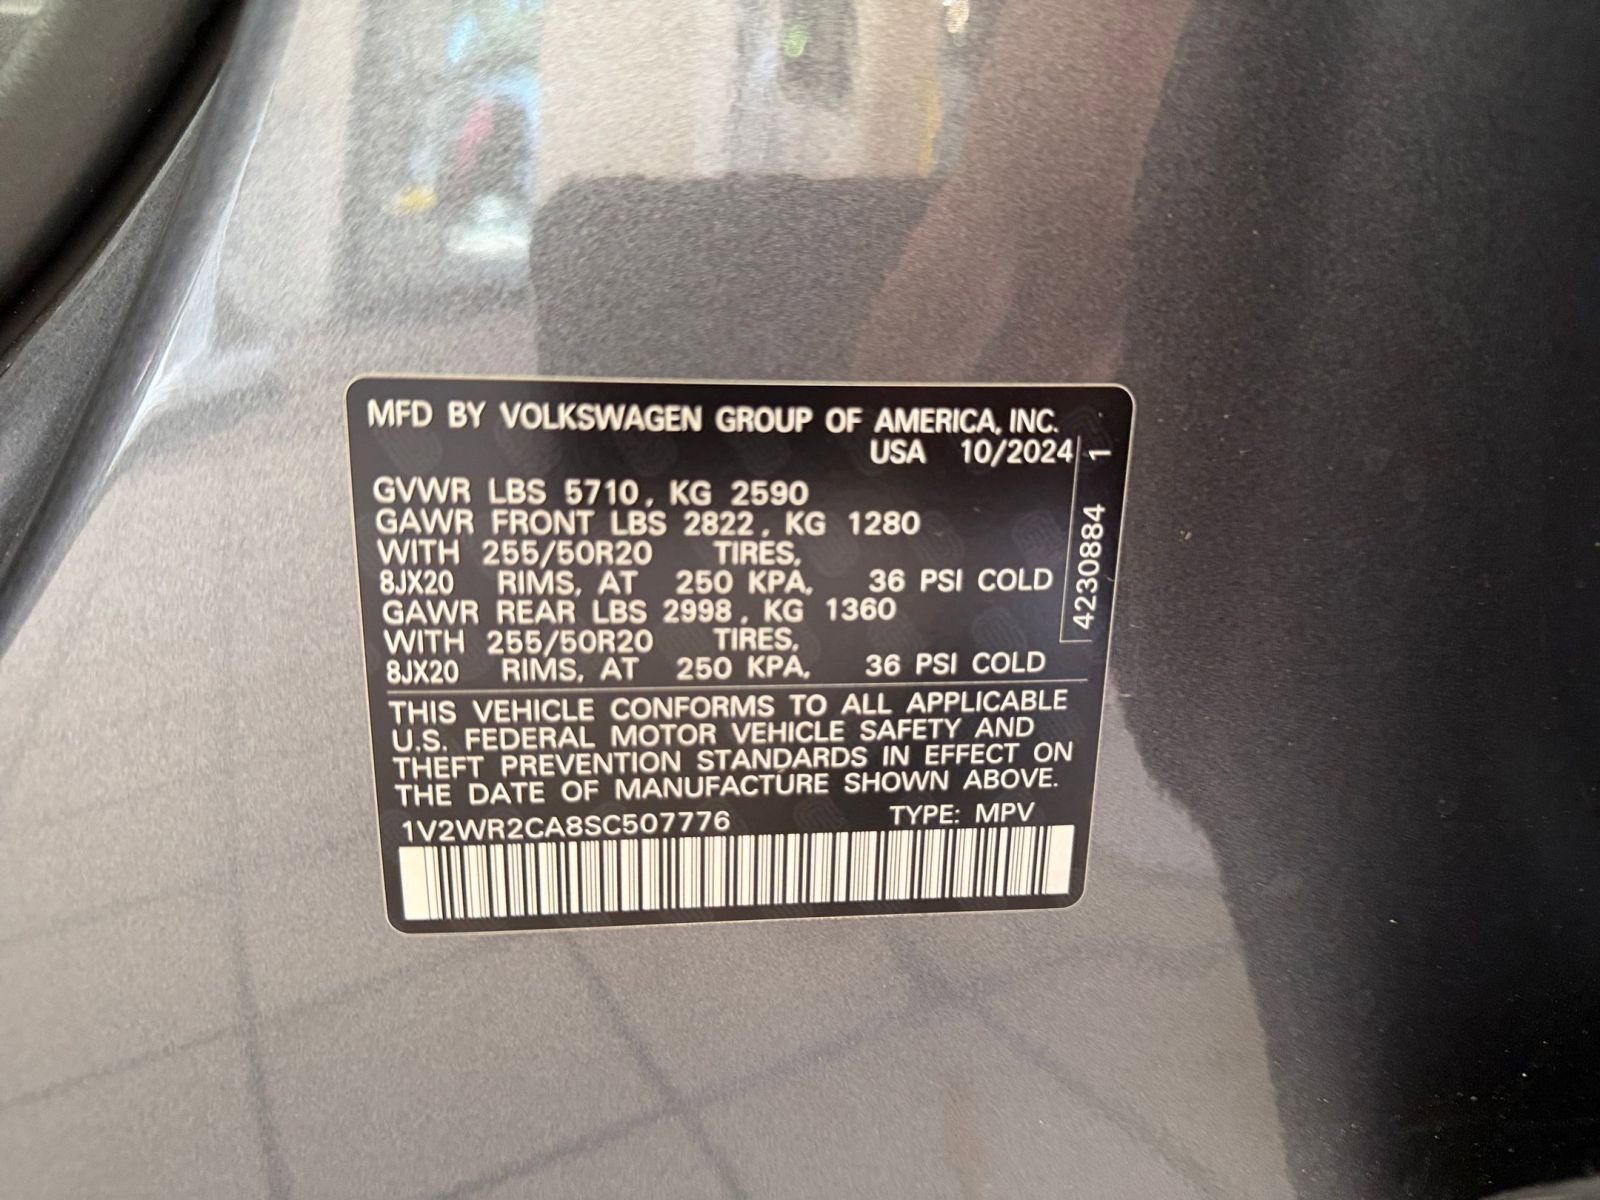 MFD BY VOLKSWAGEN GROUP OF AMERICA, INC.
USA 10/2024
GVWR LBS 5710, KG 2590
GAWR FRONT LBS 2822, KG 1280
WITH 255/50R20 TIRES,
8JX20 RIMS, AT 250 KPA, 36 PSI COLD
GAWR REAR LBS 2998, KG 1360
WITH 255/50R20 TIRES,
8JX20 RIMS, AT 250 KPA, 36 PSI COLD
4230884 1
THIS VEHICLE CONFORMS TO ALL APPLICABLE
U.S. FEDERAL MOTOR VEHICLE SAFETY AND
THEFT PREVENTION STANDARDS IN EFFECT ON
THE DATE OF MANUFACTURE SHOWN ABOVE.
1V2WR2CA8SC507776 TYPE: MPV